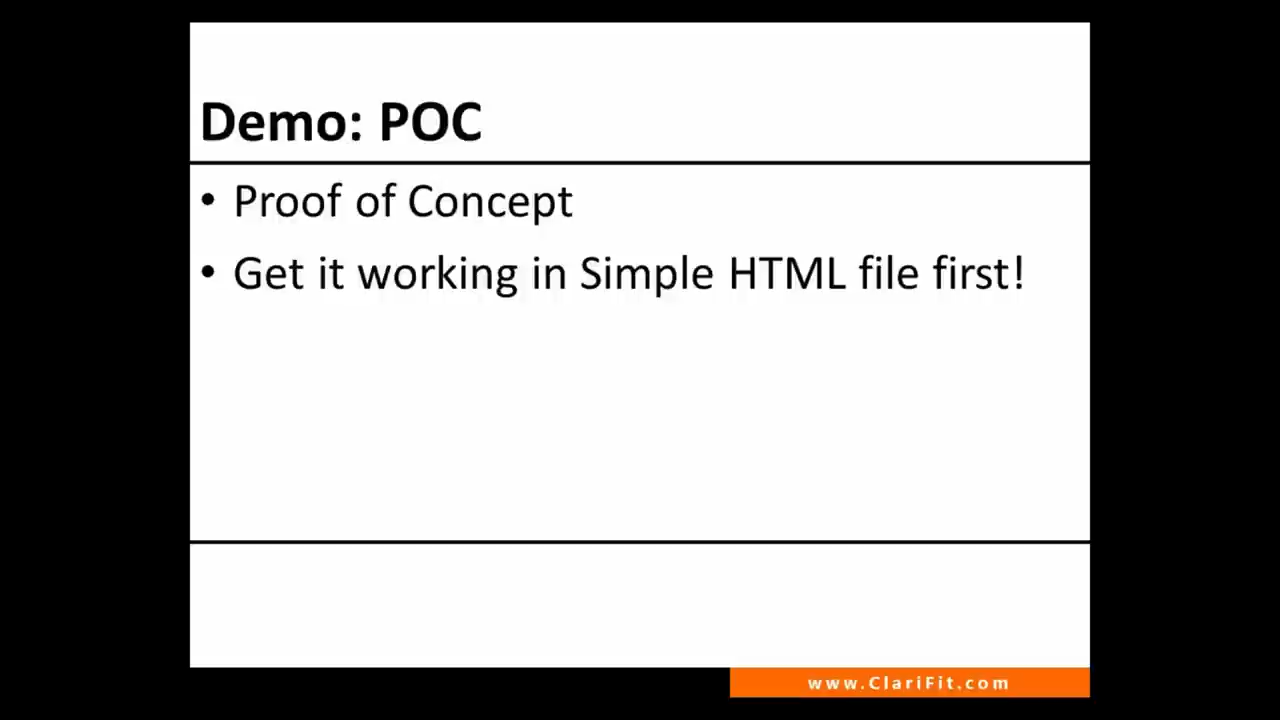 Demo: POC
• Proof of Concept
• Get it working in Simple HTML file first!
www.ClariFit.com